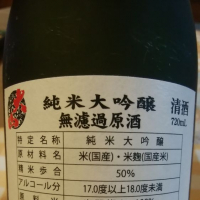 純米大吟醸
無濾過原酒
清酒
720mL
特定名称 純米大吟醸
原材料名 米(国産)・米麹(国産米)
精米歩合 50%
アルコール分 17.0度以上18.0度未満